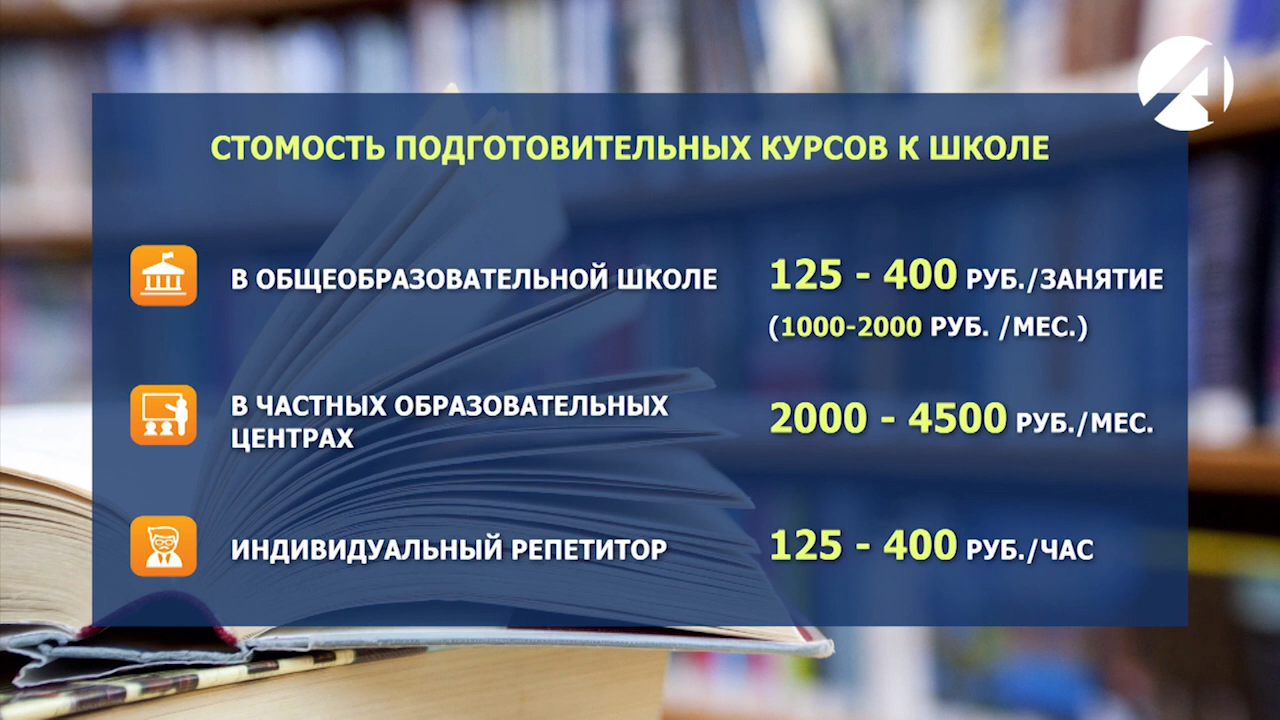 СТОМОСТЬ ПОДГОТОВИТЕЛЬНЫХ КУРСОВ К ШКОЛЕ
В ОБЩЕОБРАЗОВАТЕЛЬНОЙ ШКОЛЕ 125 - 400 РУБ./ЗАНЯТИЕ
(1000-2000 РУБ. /МЕС.)
В ЧАСТНЫХ ОБРАЗОВАТЕЛЬНЫХ
ЦЕНТРАХ
2000 - 4500 РУБ./МЕС.
ИНДИВИДУАЛЬНЫЙ РЕПЕТИТОР 125 - 400 РУБ./ЧАС